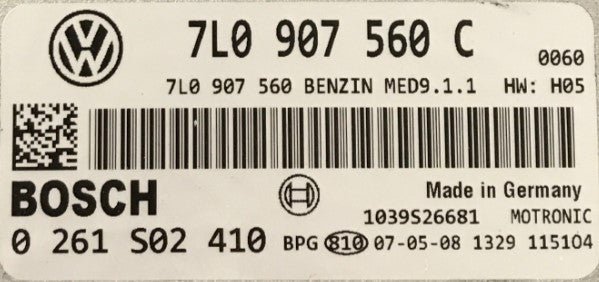 7L0 907 560 C 0060
7L0 907 560 BENZIN MED9.1.1 HW: H05
BOSCH
Made in Germany
1039S26681 MOTRONIC
0 261 S02 410 BPG 810 07-05-08 1329 115104